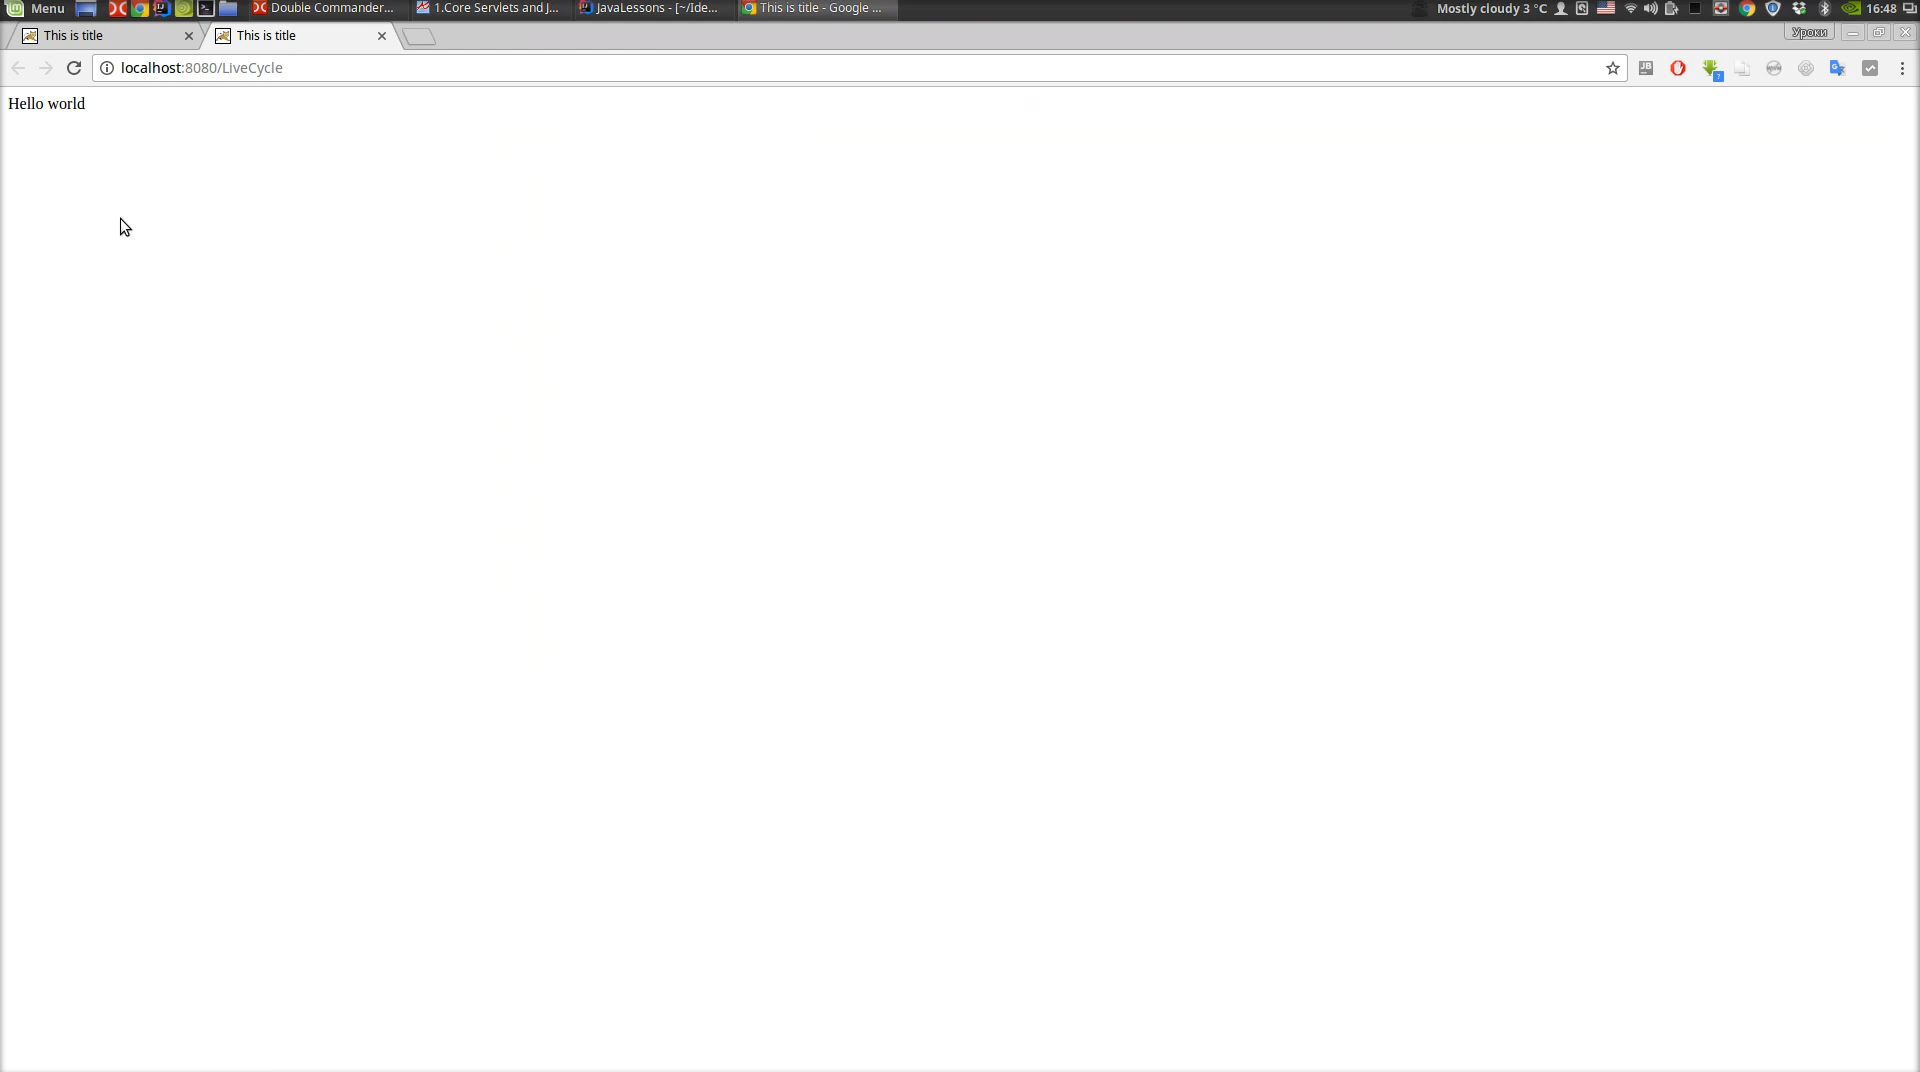 Menu Double Commander... 1.Core Servlets and J... JavaLessons - [~/Ide... This is title - Google ... Mostly cloudy 3 °C 16:48
This is title This is title Уроки
localhost:8080/LiveCycle
Hello world